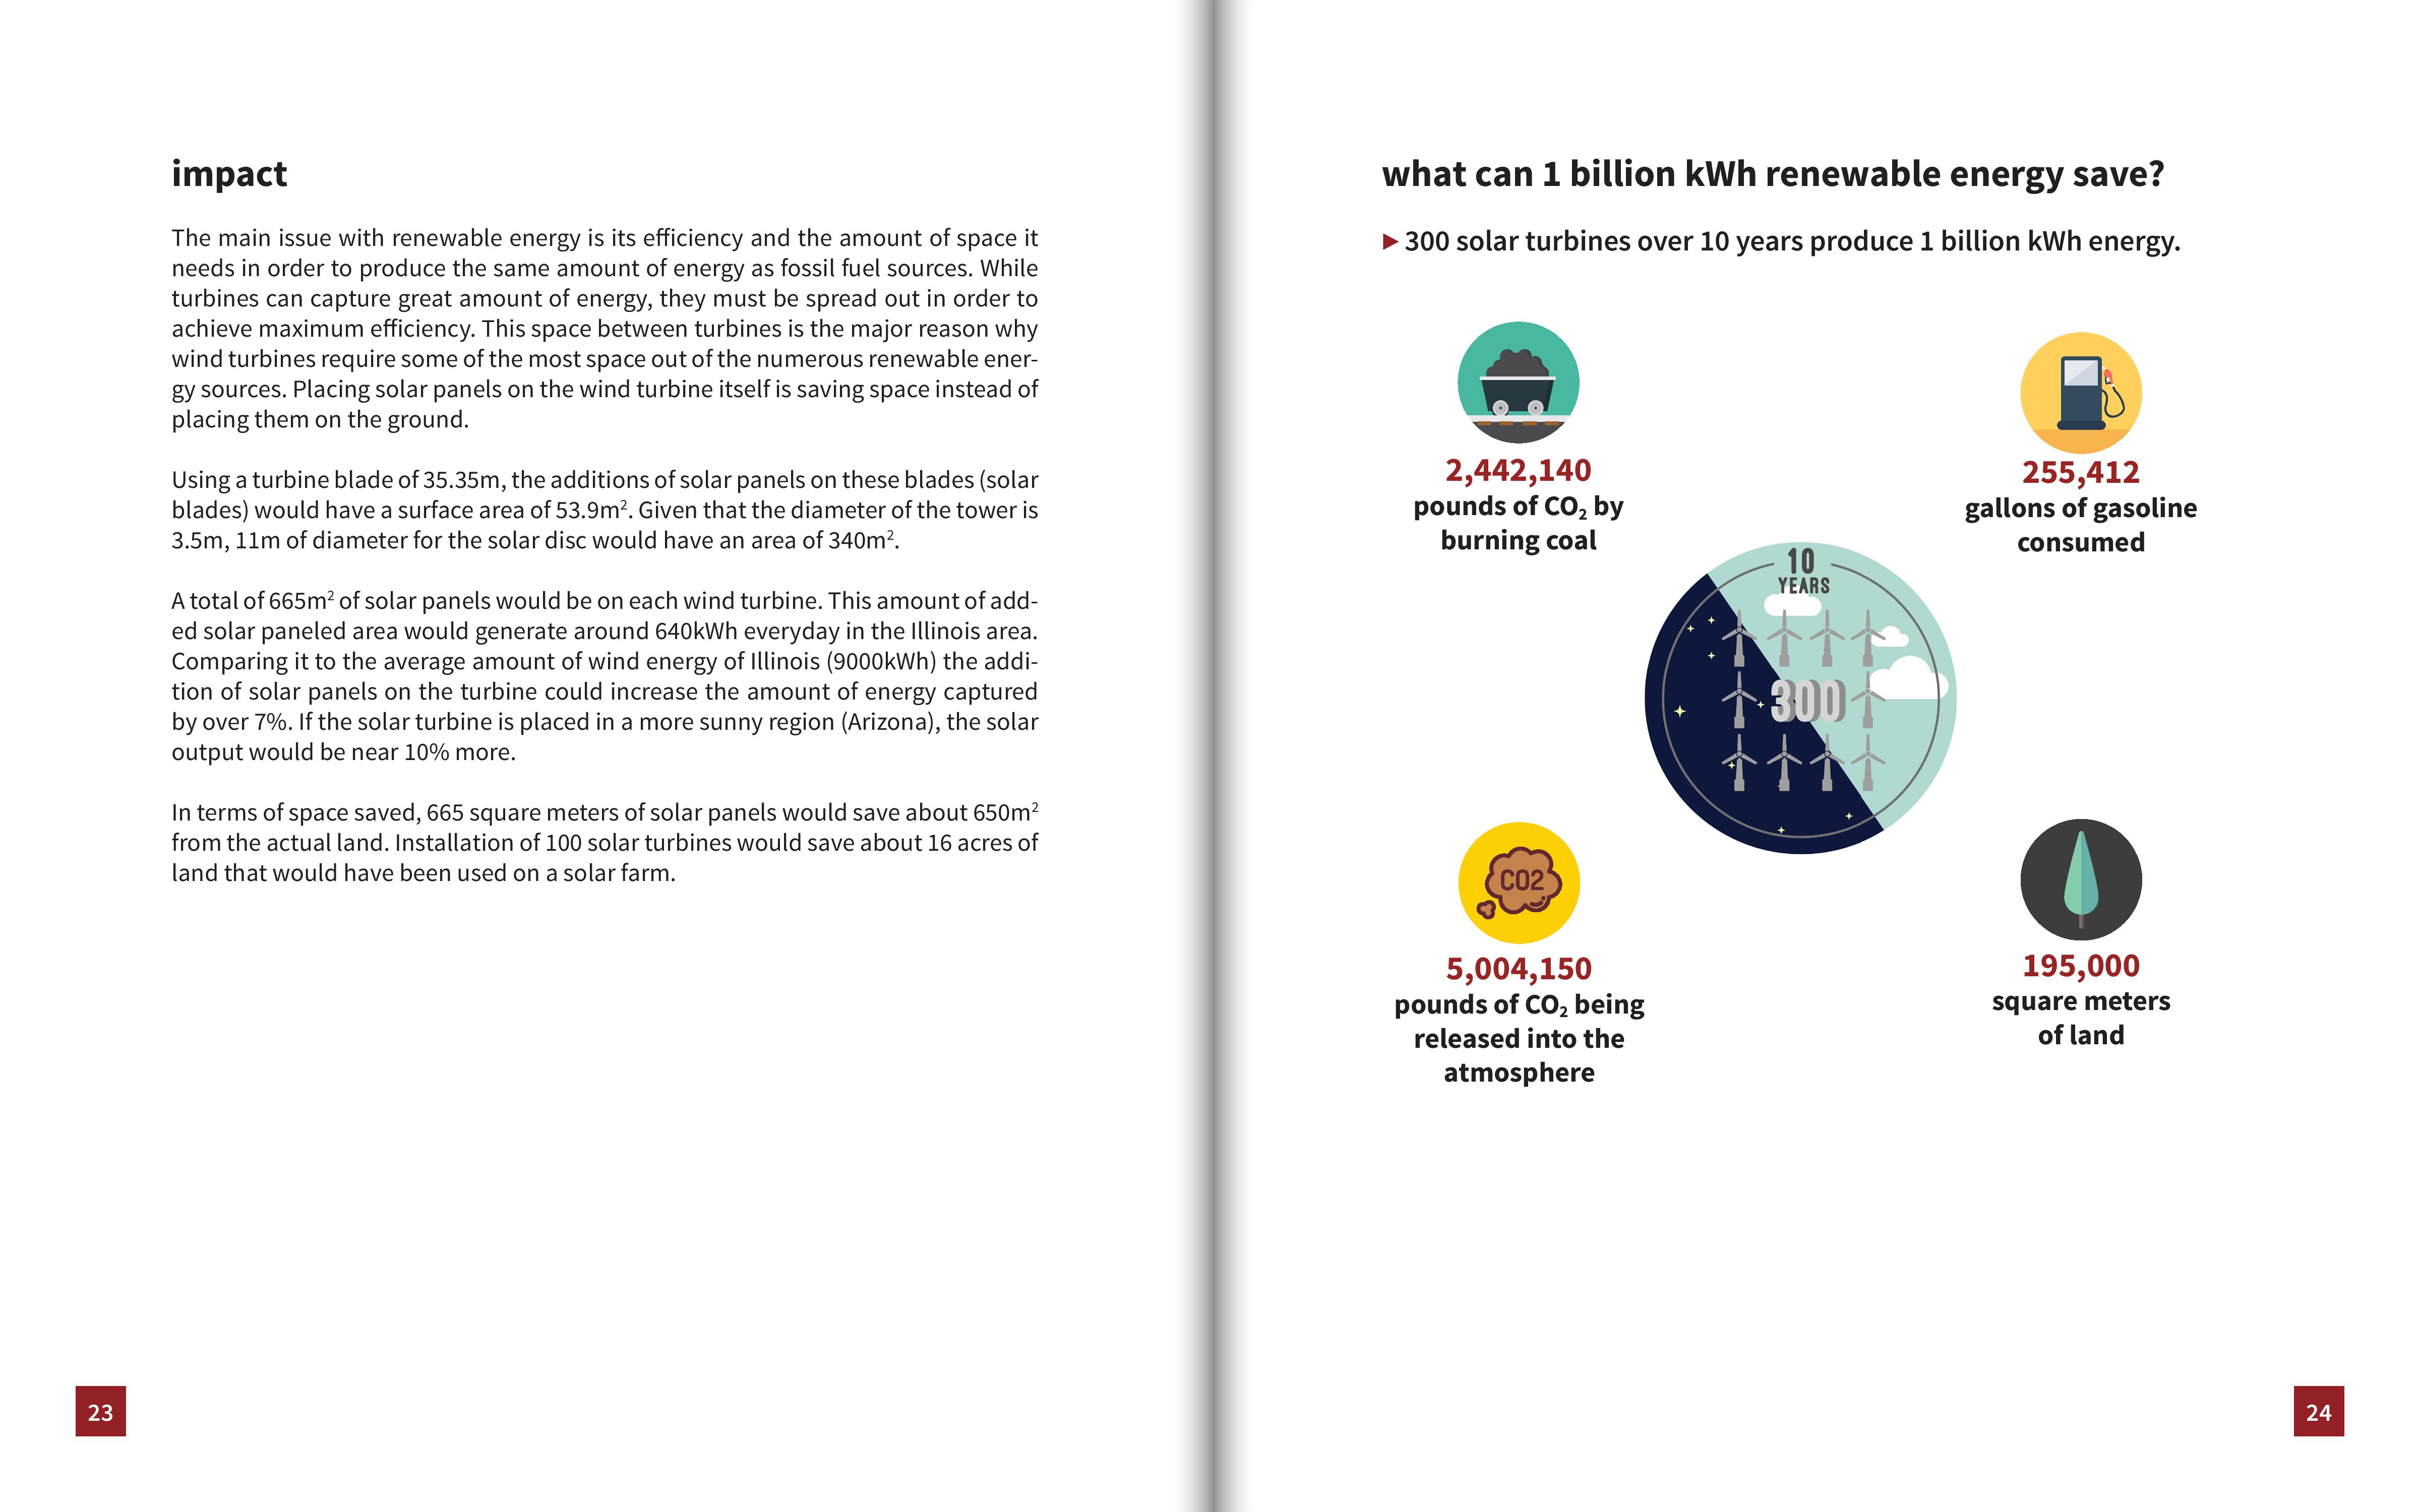 impact
The main issue with renewable energy is its efficiency and the amount of space it
needs in order to produce the same amount of energy as fossil fuel sources. While
turbines can capture great amount of energy, they must be spread out in order to
achieve maximum efficiency. This space between turbines is the major reason why
wind turbines require some of the most space out of the numerous renewable ener-
gy sources. Placing solar panels on the wind turbine itself is saving space instead of
placing them on the ground.
Using a turbine blade of 35.35m, the additions of solar panels on these blades (solar
blades) would have a surface area of 53.9m². Given that the diameter of the tower is
3.5m, 11m of diameter for the solar disc would have an area of 340m².
A total of 665m² of solar panels would be on each wind turbine. This amount of add-
ed solar paneled area would generate around 640kWh everyday in the Illinois area.
Comparing it to the average amount of wind energy of Illinois (9000kWh) the addi-
tion of solar panels on the turbine could increase the amount of energy captured
by over 7%. If the solar turbine is placed in a more sunny region (Arizona), the solar
output would be near 10% more.
In terms of space saved, 665 square meters of solar panels would save about 650m²
from the actual land. Installation of 100 solar turbines would save about 16 acres of
land that would have been used on a solar farm.
23
what can 1 billion kWh renewable energy save?
▶ 300 solar turbines over 10 years produce 1 billion kWh energy.
2,442,140
pounds of CO₂ by
burning coal
255,412
gallons of gasoline
consumed
10
YEARS
300
CO2
5,004,150
pounds of CO₂ being
released into the
atmosphere
195,000
square meters
of land
24